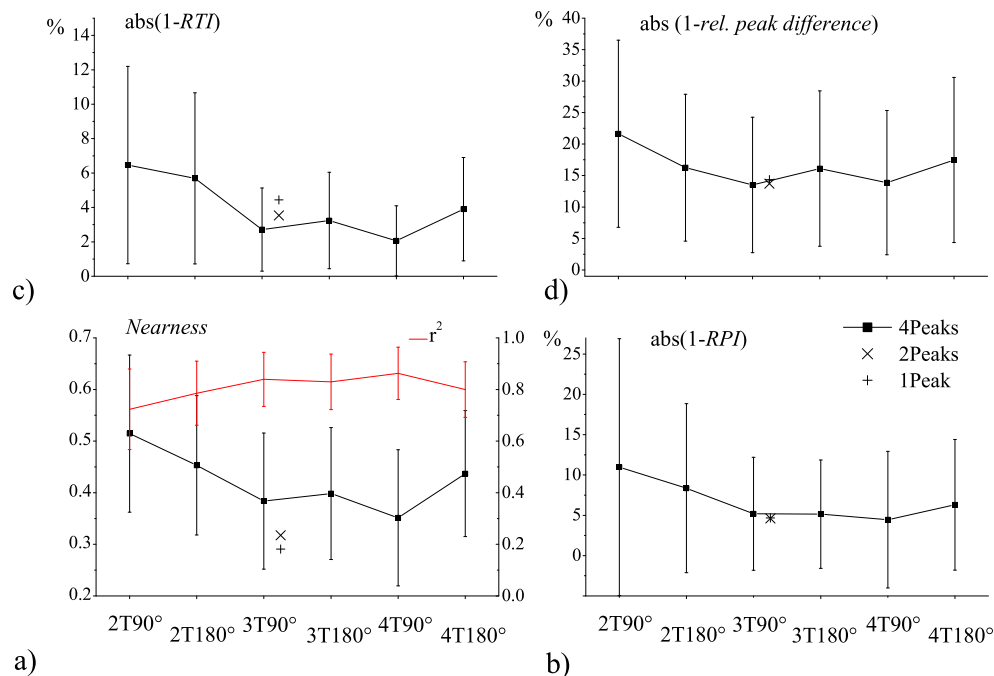 % abs(1-RTI)
14
12
10
8
6
4
2
0
c)
% abs (1-rel. peak difference)
40
35
30
25
20
15
10
5
0
d)
Nearness
r²
0.7
0.6
0.5
0.4
0.3
0.2
1.0
0.8
0.6
0.4
0.2
0.0
2T90° 2T180° 3T90° 3T180° 4T90° 4T180°
a)
% abs(1-RPI)
4Peaks
2Peaks
1Peak
25
20
15
10
5
0
2T90° 2T180° 3T90° 3T180° 4T90° 4T180°
b)